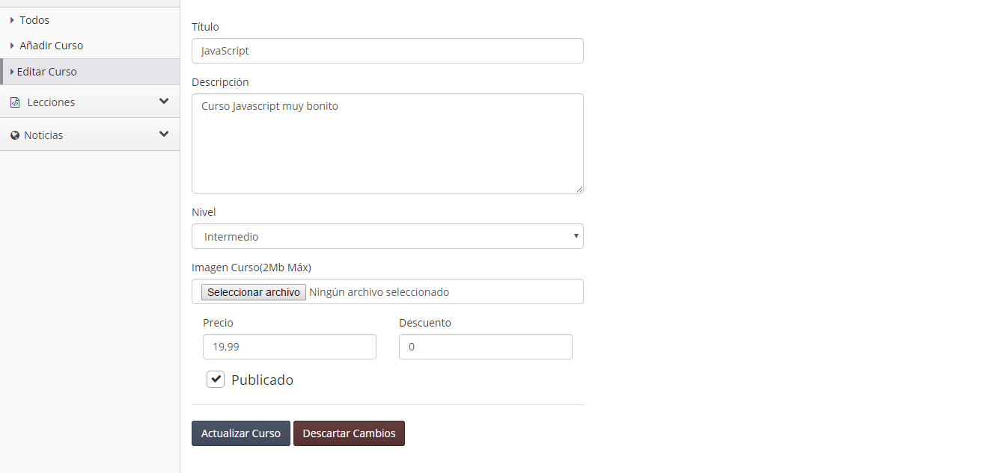 Todos
Añadir Curso
Editar Curso
Lecciones
Noticias
Título
JavaScript
Descripción
Curso Javascript muy bonito
Nivel
Intermedio
Imagen Curso(2Mb Máx)
Seleccionar archivo Ningún archivo seleccionado
Precio Descuento
19,99 0
Publicado
Actualizar Curso Descartar Cambios